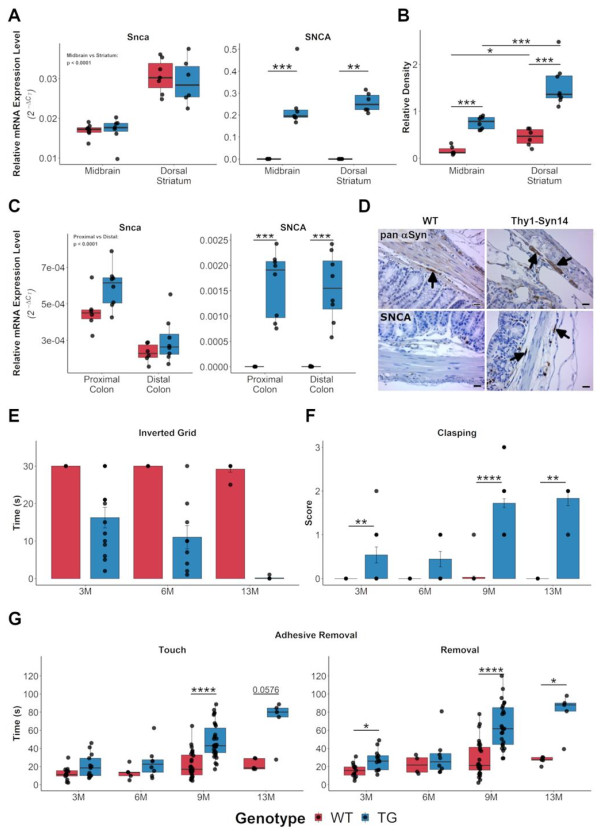 A
Snca
SNCA
Relative mRNA Expression Level
(2^-ΔCT)
Midbrain vs Striatum:
p < 0.0001
0.03
0.02
0.01
Midbrain
Dorsal
Striatum
0.5
0.4
0.3
0.2
0.1
0.0
***
**
Midbrain
Dorsal
Striatum
B
Relative Density
2
1
0
***
*
***
***
Midbrain
Dorsal
Striatum
C
Snca
SNCA
Relative mRNA Expression Level
(2^-ΔCT)
Proximal vs Distal:
p < 0.0001
7e-04
5e-04
3e-04
Proximal
Colon
Distal
Colon
0.0025
0.0020
0.0015
0.0010
0.0005
0.0000
***
***
Proximal
Colon
Distal
Colon
D
WT
Thy1-Syn14
pan αSyn
SNCA
E
Inverted Grid
Time (s)
30
20
10
0
3M
6M
13M
F
Clasping
Score
3
2
1
0
**
****
**
3M
6M
9M
13M
G
Adhesive Removal
Touch
Removal
Time (s)
120
100
80
60
40
20
0
****
0.0576
3M
6M
9M
13M
120
100
80
60
40
20
0
*
****
*
3M
6M
9M
13M
Genotype WT TG